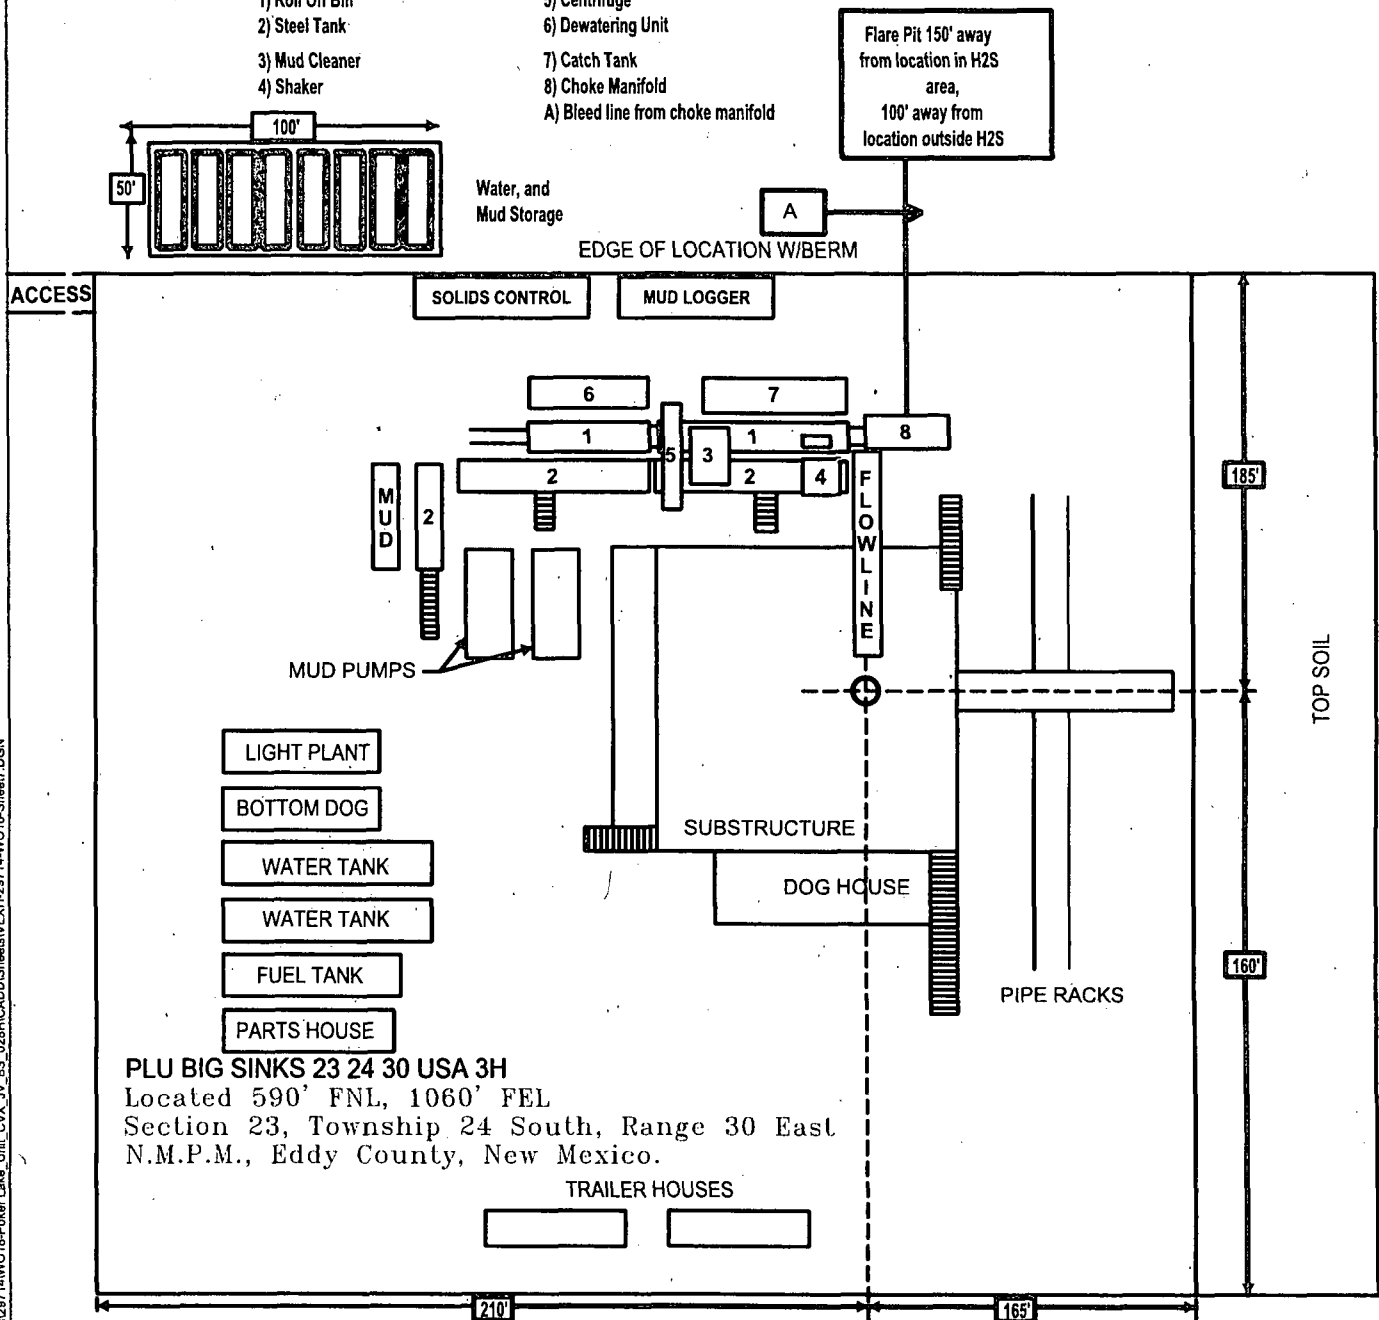 1) Roll Off Bin
2) Steel Tank
3) Mud Cleaner
4) Shaker
5) Centrifuge
6) Dewatering Unit
7) Catch Tank
8) Choke Manifold
A) Bleed line from choke manifold
Flare Pit 150' away
from location in H2S
area,
100' away from
location outside H2S
100'
50'
Water, and
Mud Storage
A
EDGE OF LOCATION W/BERM
ACCESS
SOLIDS CONTROL
MUD LOGGER
6
7
1
1
8
5
3
2
2
4
MUD
2
FLOWLINE
185'
MUD PUMPS
TOP SOIL
LIGHT PLANT
BOTTOM DOG
WATER TANK
WATER TANK
FUEL TANK
PARTS HOUSE
SUBSTRUCTURE
DOG HOUSE
160'
PIPE RACKS
PLU BIG SINKS 23 24 30 USA 3H
Located 590' FNL, 1060' FEL
Section 23, Township 24 South, Range 30 East
N.M.P.M., Eddy County, New Mexico.
TRAILER HOUSES
210'
165'